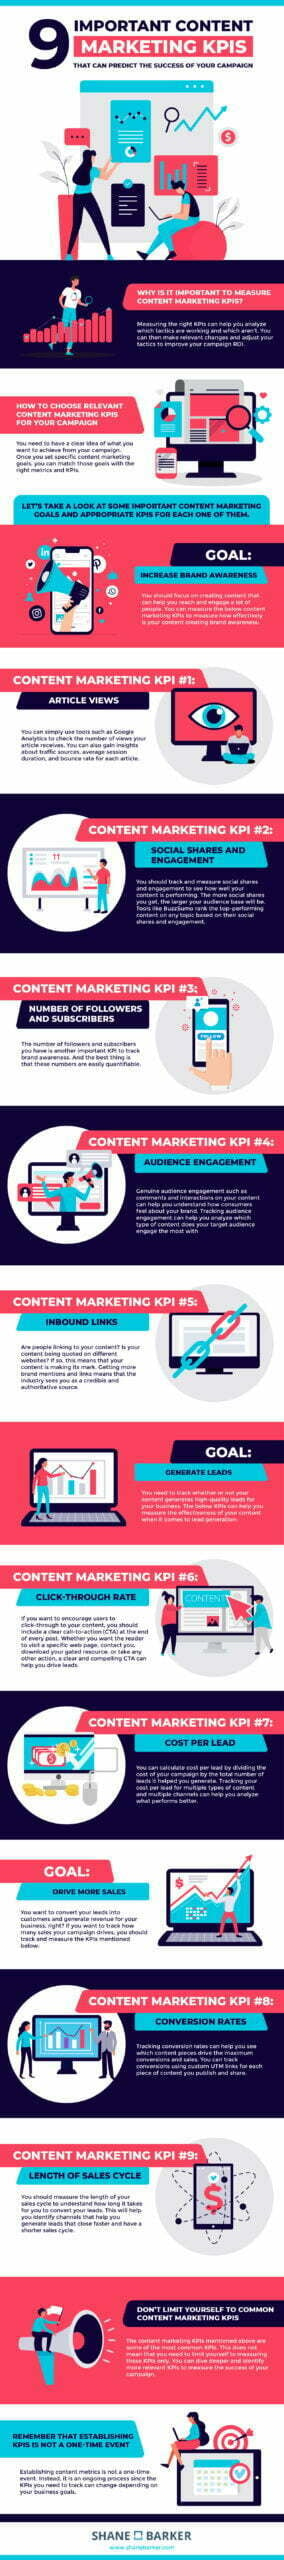 9
IMPORTANT CONTENT
MARKETING KPIS
THAT CAN PREDICT THE SUCCESS OF YOUR CAMPAIGN
WHY IS IT IMPORTANT TO MEASURE
CONTENT MARKETING KPIS?
Measuring the right KPIs can help you analyze
which tactics are working and which aren't. You
can then make relevant changes and adjust your
tactics to improve your campaign ROI.
HOW TO CHOOSE RELEVANT
CONTENT MARKETING KPIS
FOR YOUR CAMPAIGN
You need to have a clear idea of what you
want to achieve from your campaign.
Once you set specific content marketing
goals, you can match those goals with the
right metrics and KPIs.
LET'S TAKE A LOOK AT SOME IMPORTANT CONTENT MARKETING
GOALS AND APPROPRIATE KPIS FOR EACH ONE OF THEM.
GOAL:
INCREASE BRAND AWARENESS
You should focus on creating content that
can help you reach and engage a lot of
people. You can measure the below content
marketing KPIs to measure how effectively
is your content creating brand awareness.
CONTENT MARKETING KPI #1:
ARTICLE VIEWS
You can simply use tools such as Google
Analytics to check the number of views your
article receives. You can also gain insights
about traffic sources, average session
duration, and bounce rate for each article.
CONTENT MARKETING KPI #2:
SOCIAL SHARES AND
ENGAGEMENT
You should track and measure social shares
and engagement to see how well your
content is performing. The more social shares
you get, the larger your audience base will be.
Tools like BuzzSumo rank the top-performing
content on any topic based on their social
shares and engagement.
CONTENT MARKETING KPI #3:
NUMBER OF FOLLOWERS
AND SUBSCRIBERS
The number of followers and subscribers
you have is another important KPI to track
brand awareness. And the best thing is
that these numbers are easily quantifiable.
FOLLOW
CONTENT MARKETING KPI #4:
AUDIENCE ENGAGEMENT
Genuine audience engagement such as
comments and interactions on your content
can help you understand how consumers
feel about your brand. Tracking audience
engagement can help you analyze which
type of content does your target audience
engage the most with
CONTENT MARKETING KPI #5:
INBOUND LINKS
Are people linking to your content? Is your
content being quoted on different
websites? If so, this means that your
content is making its mark. Getting more
brand mentions and links means that the
industry sees you as a credible and
authoritative source.
GOAL:
GENERATE LEADS
You need to track whether or not your
content generates high-quality leads for
your business. The below KPIs can help you
measure the effectiveness of your content
when it comes to lead generation.
CONTENT MARKETING KPI #6:
CLICK-THROUGH RATE
If you want to encourage users to
click-through to your content, you should
include a clear call-to-action (CTA) at the end
of every post. Whether you want the reader
to visit a specific web page, contact you,
download your gated resource, or take any
other action, a clear and compelling CTA can
help you drive leads.
CONTENT
CONTENT MARKETING KPI #7:
COST PER LEAD
You can calculate cost per lead by dividing the
cost of your campaign by the total number of
leads it helped you generate. Tracking your
cost per lead for multiple types of content
and multiple channels can help you analyze
what performs better.
GOAL:
DRIVE MORE SALES
You want to convert your leads into
customers and generate revenue for your
business, right? If you want to track how
many sales your campaign drives, you should
track and measure the KPIs mentioned
below:
CONTENT MARKETING KPI #8:
CONVERSION RATES
Tracking conversion rates can help you see
which content pieces drive the maximum
conversions and sales. You can track
conversions using custom UTM links for each
piece of content you publish and share.
CONTENT MARKETING KPI #9:
LENGTH OF SALES CYCLE
You should measure the length of your
sales cycle to understand how long it takes
for you to convert your leads. This will help
you identify channels that help you
generate leads that close faster and have a
shorter sales cycle.
DON'T LIMIT YOURSELF TO COMMON
CONTENT MARKETING KPIS
The content marketing KPIs mentioned above are
some of the most common KPIs. This does not
mean that you need to limit yourself to measuring
these KPIs only. You can dive deeper and identify
more relevant KPIs to measure the success of your
campaign.
REMEMBER THAT ESTABLISHING
KPIS IS NOT A ONE-TIME EVENT
Establishing content metrics is not a one-time
event. Instead, it is an ongoing process since the
KPIs you need to track can change depending on
your business goals.
SHANE BARKER
www.shanebarker.com